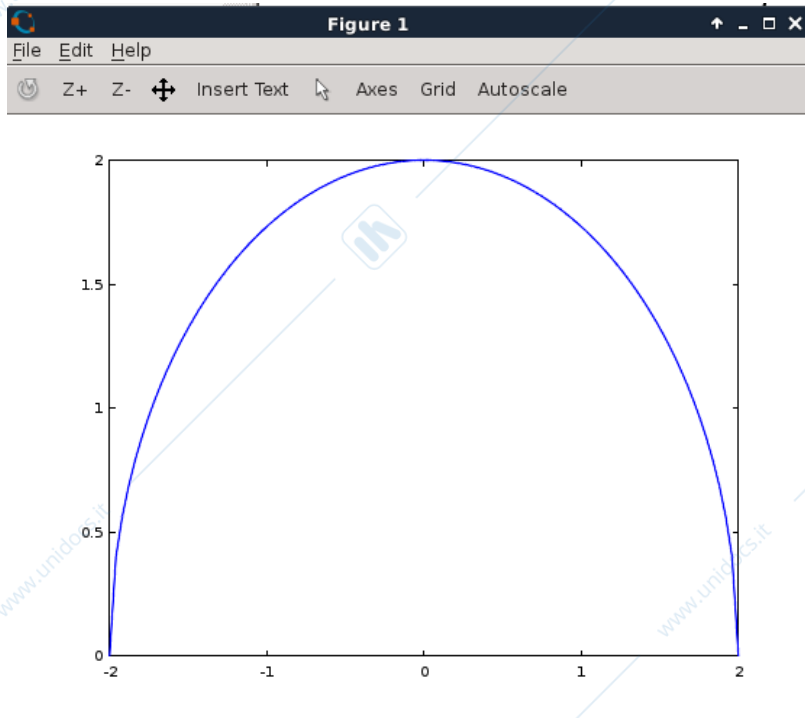 Figure 1
File Edit Help
Z+ Z- Insert Text Axes Grid Autoscale
2
1.5
1
0.5
0
-2 -1 0 1 2
www.unidocs.it
www.unidocs.it